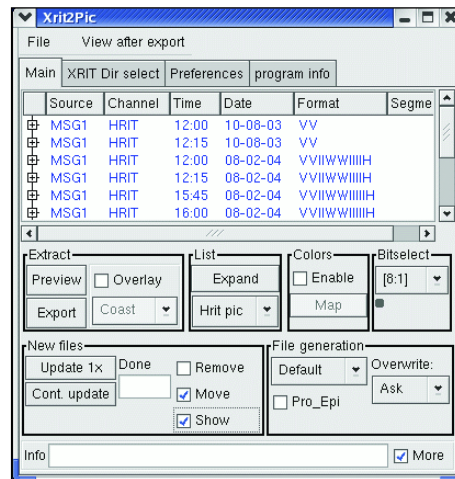 Xrit2Pic
File View after export
Main XRIT Dir select Preferences program info
Source Channel Time Date Format Segme
MSG1 HRIT 12:00 10-08-03 VV
MSG1 HRIT 12:15 10-08-03 VV
MSG1 HRIT 12:00 08-02-04 VVIIWWIIIIIH
MSG1 HRIT 12:15 08-02-04 VVIIWWIIIIIH
MSG1 HRIT 15:45 08-02-04 VVIIWWIIIIIH
MSG1 HRIT 16:00 08-02-04 VVIIWWIIIIIH
Extract List Colors Bitselect
Preview Overlay Expand Enable [8:1]
Export Coast Hrit pic Map
New files File generation
Update 1x Done Remove Default Overwrite:
Cont. update Move Pro_Epi Ask
Show
Info More